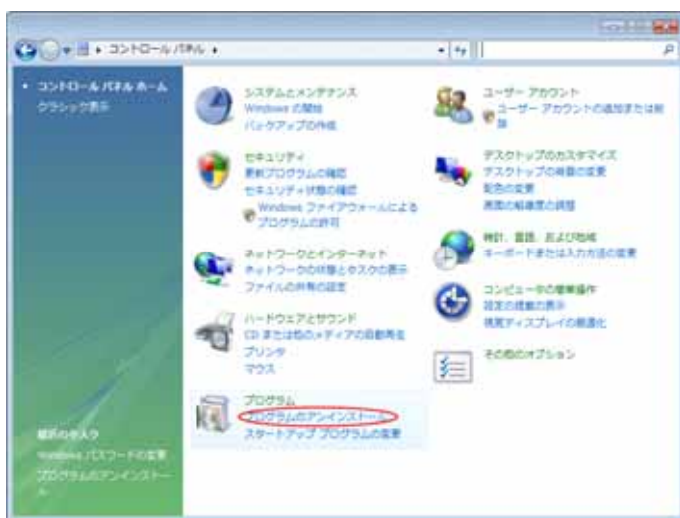 コントロール パネル
コントロール パネル ホーム
クラシック表示
システムとメンテナンス
Windows の開始
バックアップの作成
セキュリティ
更新プログラムの確認
セキュリティ状態の確認
Windows ファイアウォールによる
プログラムの許可
ネットワークとインターネット
ネットワークの状態とタスクの表示
ファイルの共有の設定
ハードウェアとサウンド
CD または他のメディアの自動再生
プリンタ
マウス
プログラム
プログラムのアンインストール
スタートアップ プログラムの変更
ユーザー アカウント
ユーザー アカウントの追加または削
除
デスクトップのカスタマイズ
デスクトップの背景の変更
配色の変更
画面の解像度の調整
時計、言語、および地域
キーボードまたは入力方法の変更
コンピュータの簡単操作
設定の提案の表示
視覚ディスプレイの最適化
その他のオプション
最近のタスク
Windows パスワードの変更
プログラムのアンインストー
ル